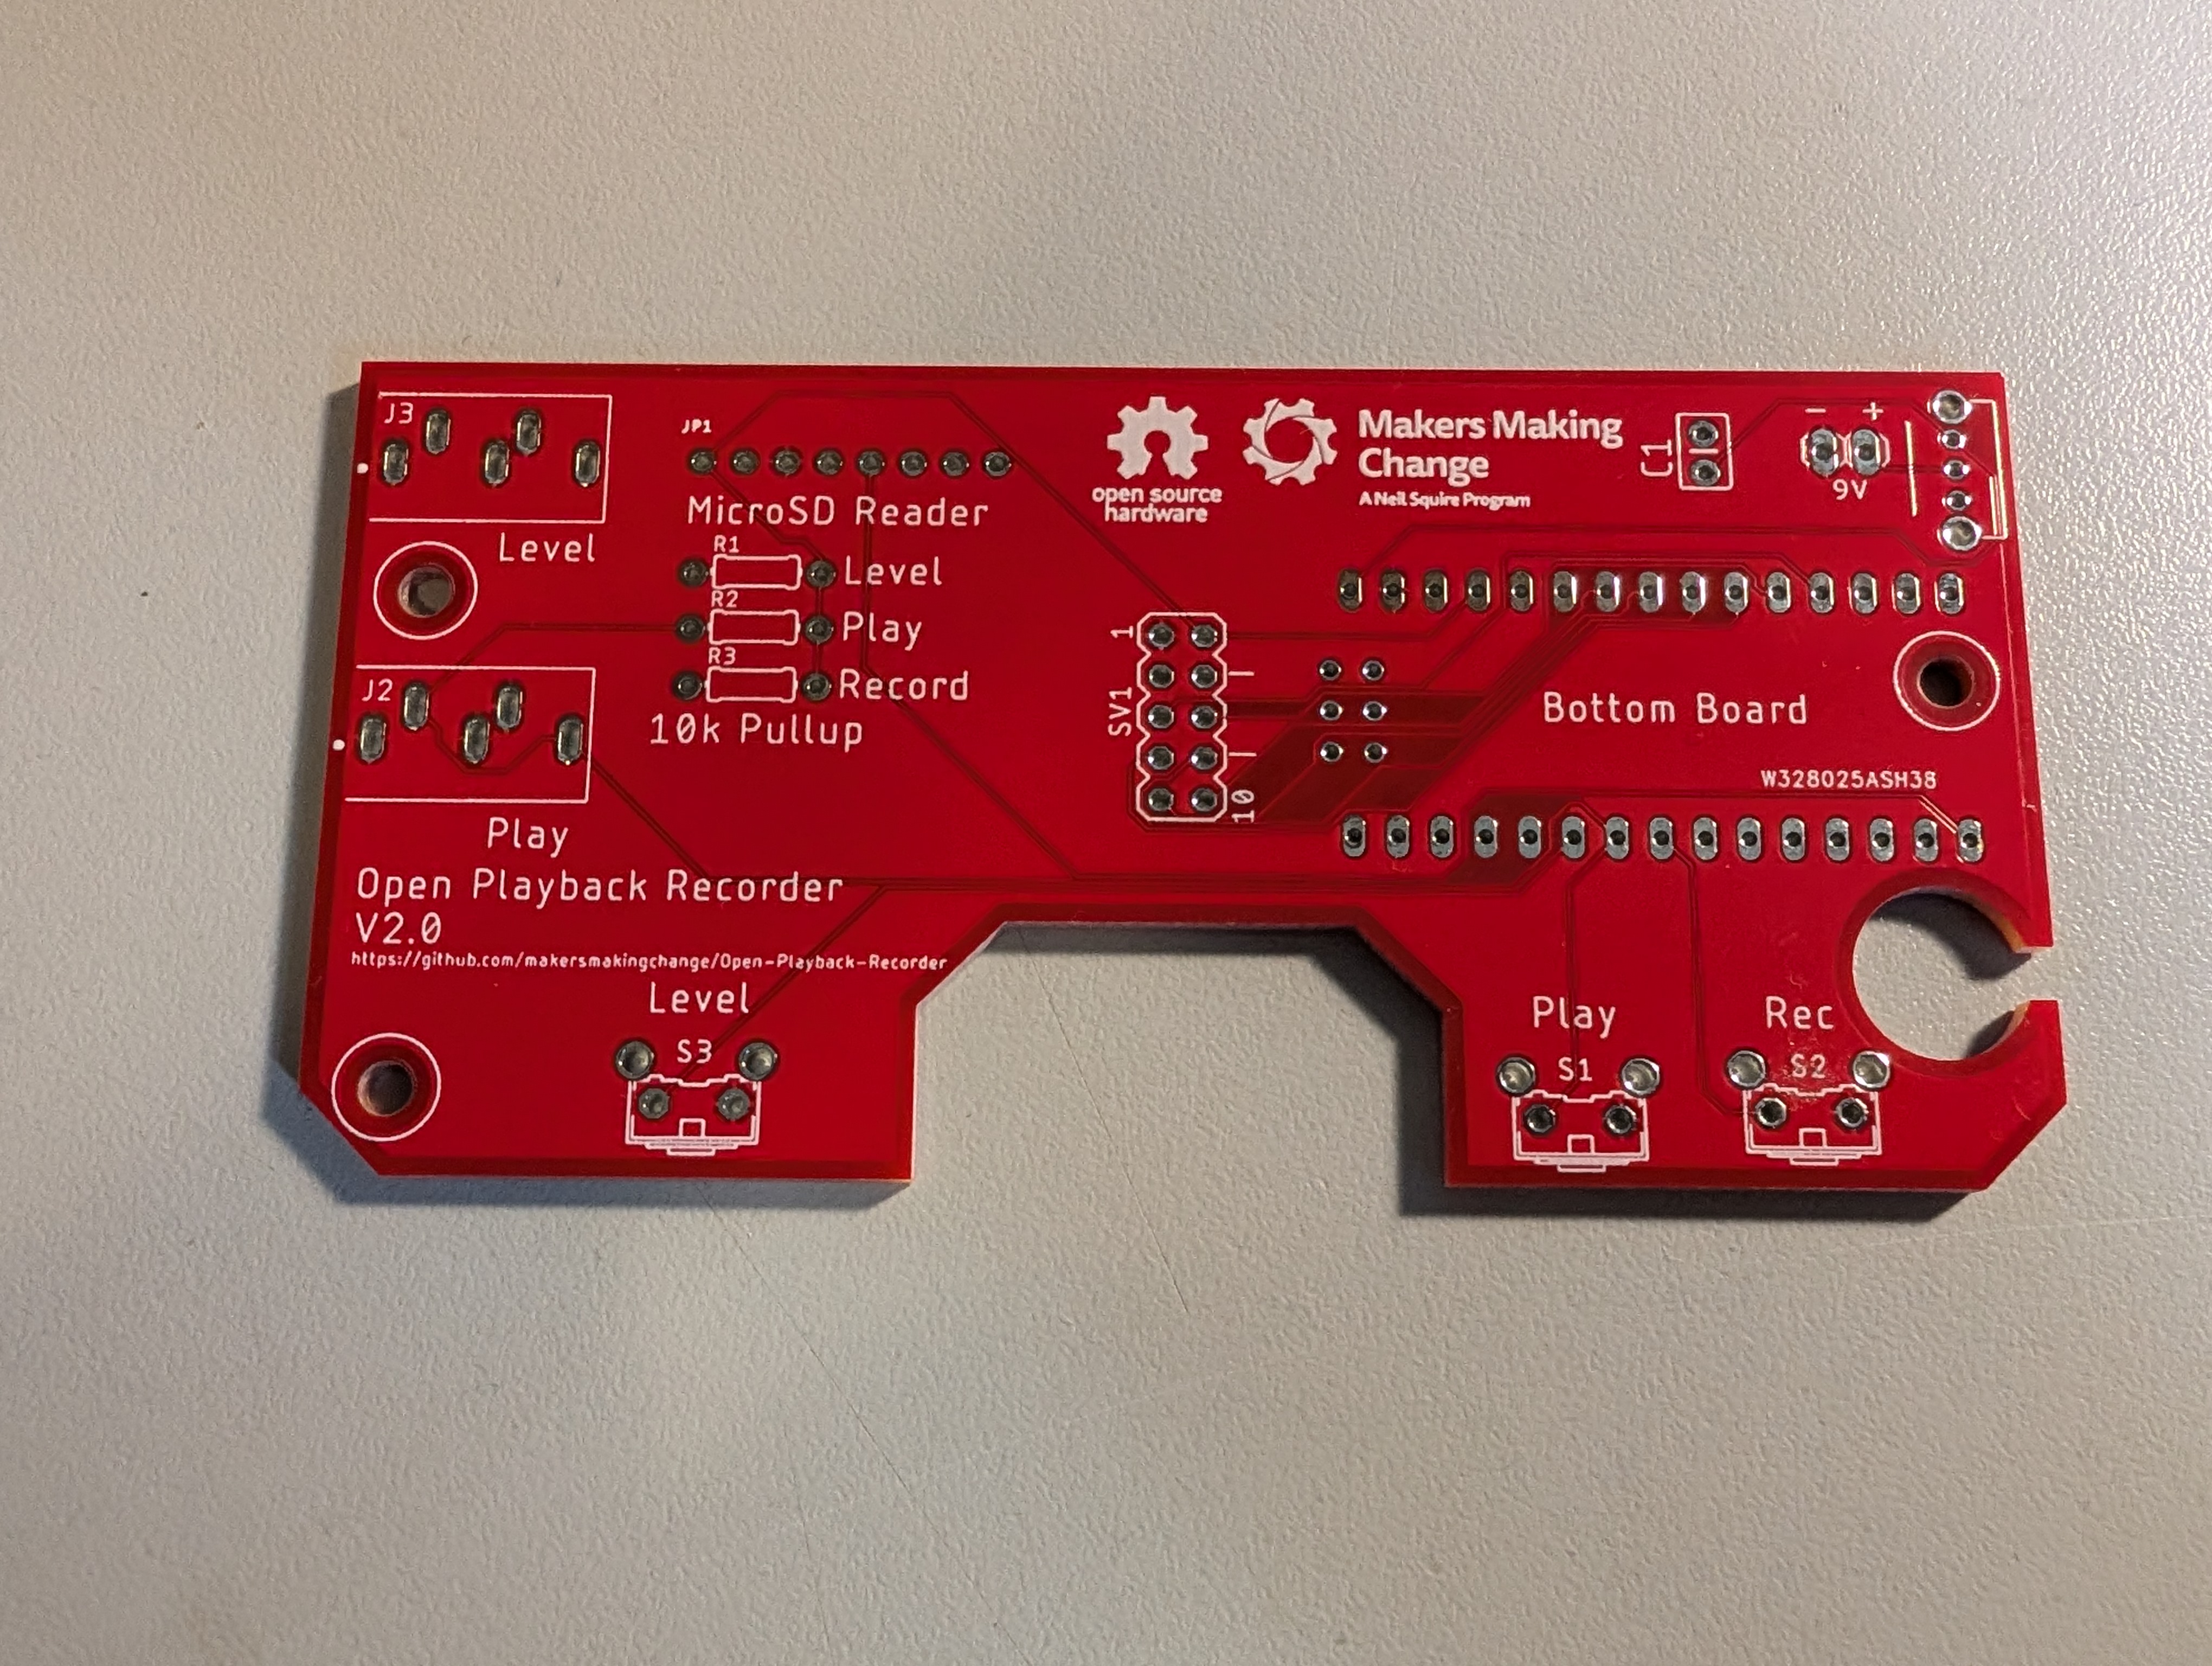 J3
Level
JP1
MicroSD Reader
R1
Level
R2
Play
R3
Record
10k Pullup
J2
Play
Open Playback Recorder
V2.0
https://github.com/makersmakingchange/Open-Playback-Recorder
Level
S3
open source
hardware
Makers Making
Change
A Neil Squire Program
C1
- +
9V
1
SV1
10
Bottom Board
W328025ASH38
Play
S1
Rec
S2